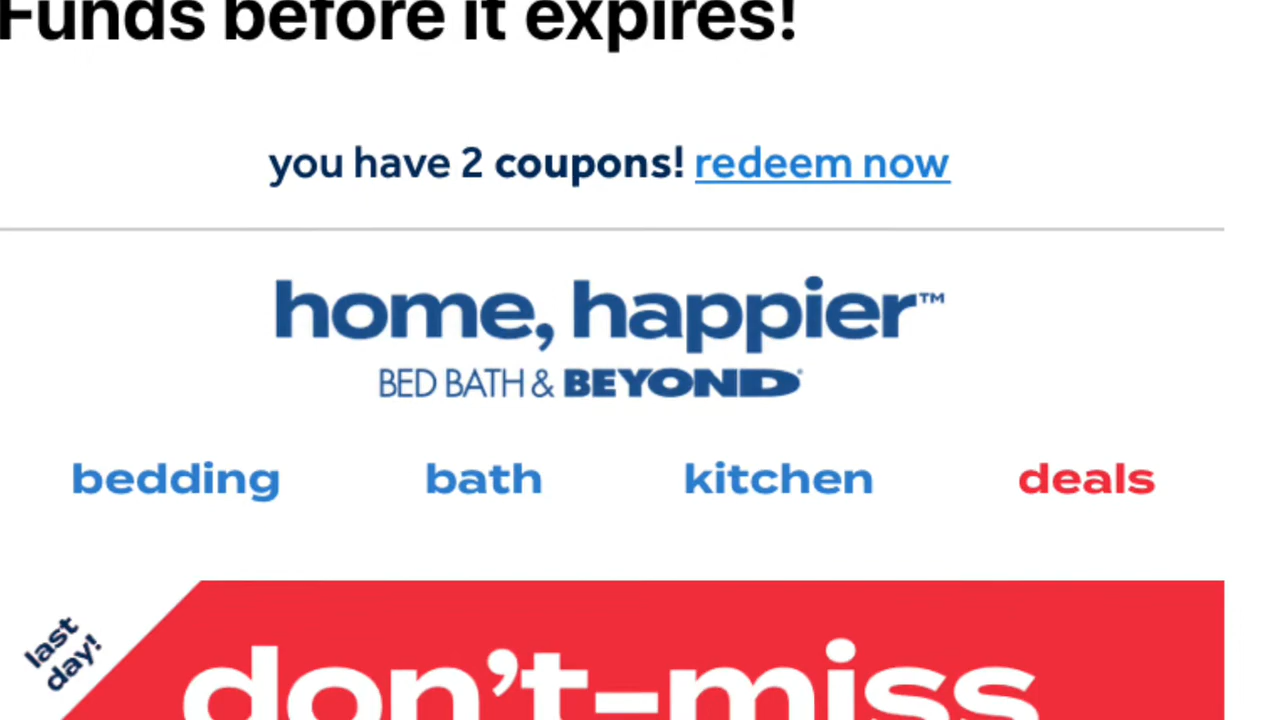 Funds before it expires!
you have 2 coupons! redeem now
home, happier™
BED BATH & BEYOND®
bedding bath kitchen deals
last
day!
don't-miss